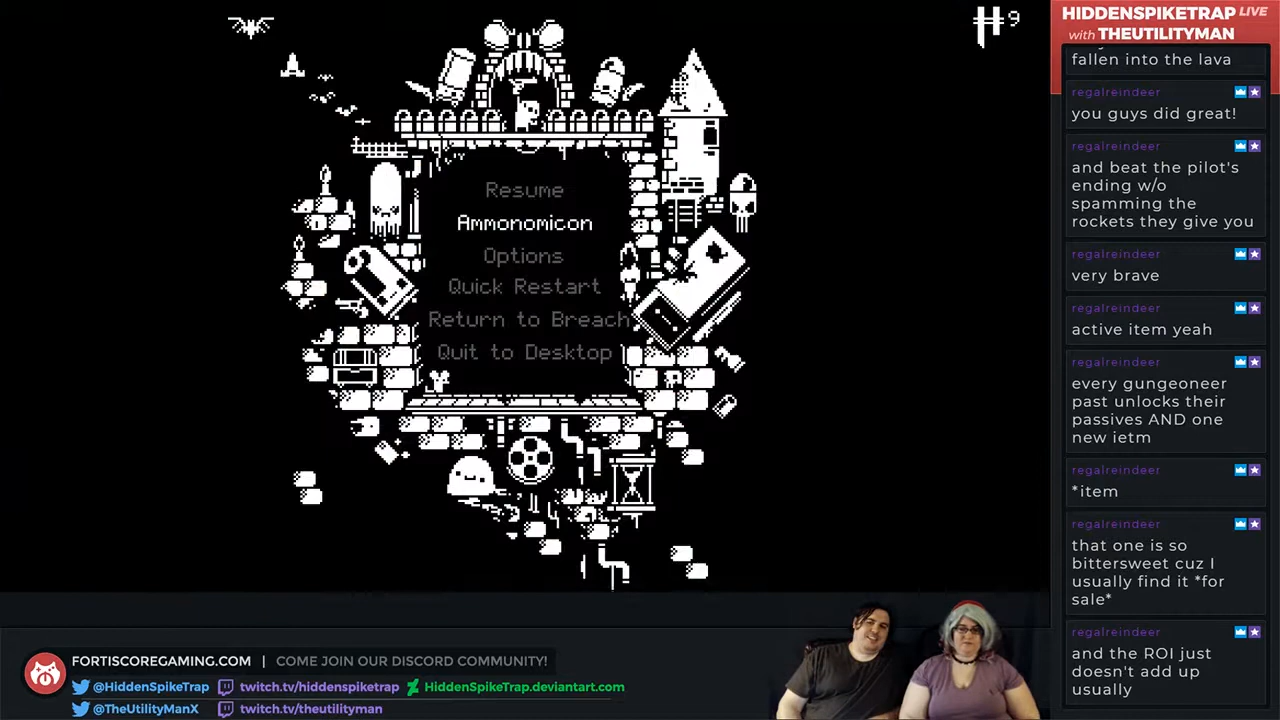 9
Resume
Ammonomicon
Options
Quick Restart
Return to Breach
Quit to Desktop
HIDDENSPIKETRAP LIVE
with THEUTILITYMAN
fallen into the lava
regalreindeer
you guys did great!
regalreindeer
and beat the pilot's
ending w/o
spamming the
rockets they give you
regalreindeer
very brave
regalreindeer
active item yeah
regalreindeer
every gungeoneer
past unlocks their
passives AND one
new ietm
regalreindeer
*item
regalreindeer
that one is so
bittersweet cuz I
usually find it *for
sale*
regalreindeer
and the ROI just
doesn't add up
usually
FORTISCOREGAMING.COM | COME JOIN OUR DISCORD COMMUNITY!
@HiddenSpikeTrap twitch.tv/hiddenspiketrap HiddenSpikeTrap.deviantart.com
@TheUtilityManX twitch.tv/theutilityman